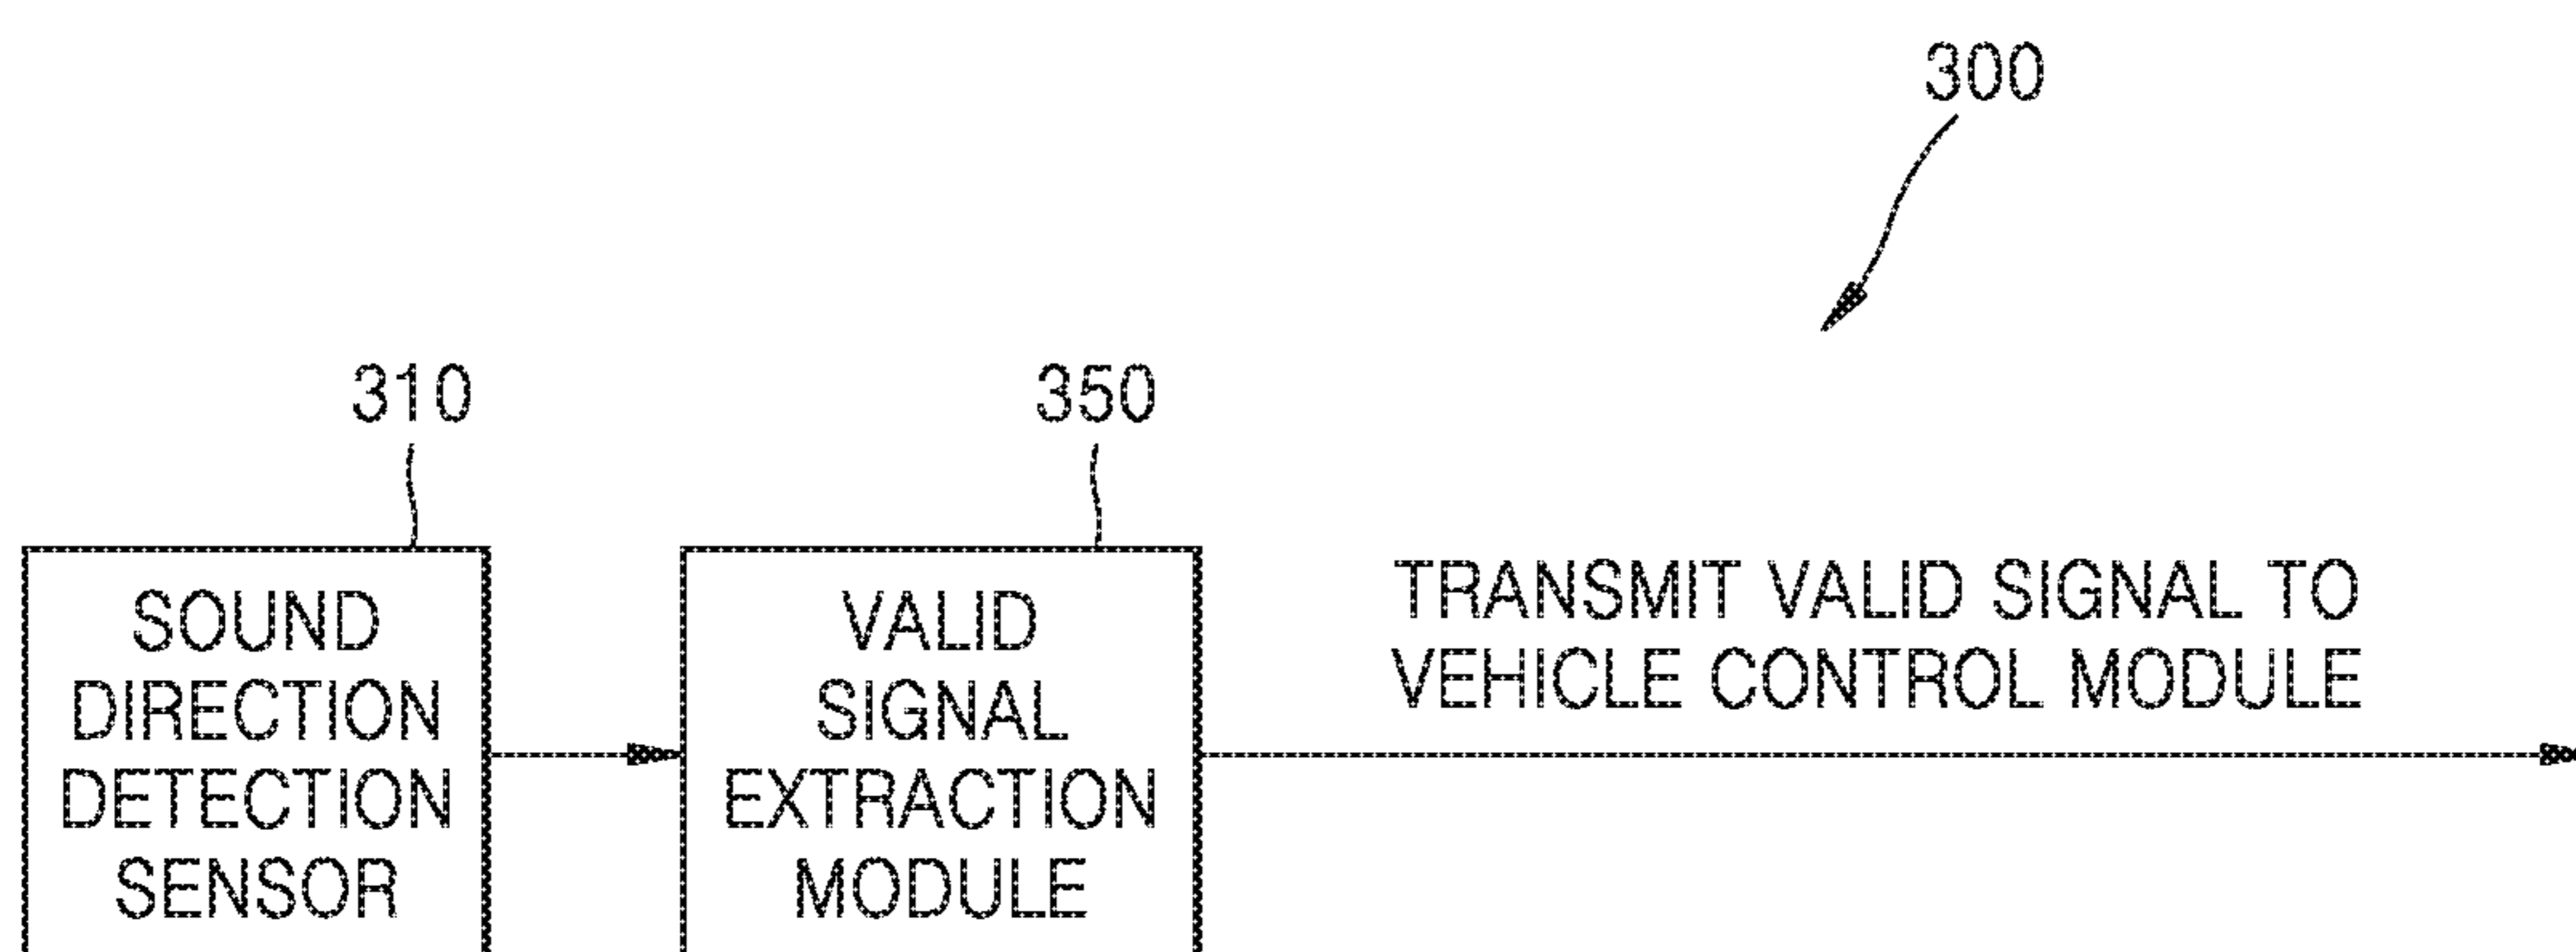 300
310
350
SOUND
DIRECTION
DETECTION
SENSOR
VALID
SIGNAL
EXTRACTION
MODULE
TRANSMIT VALID SIGNAL TO
VEHICLE CONTROL MODULE